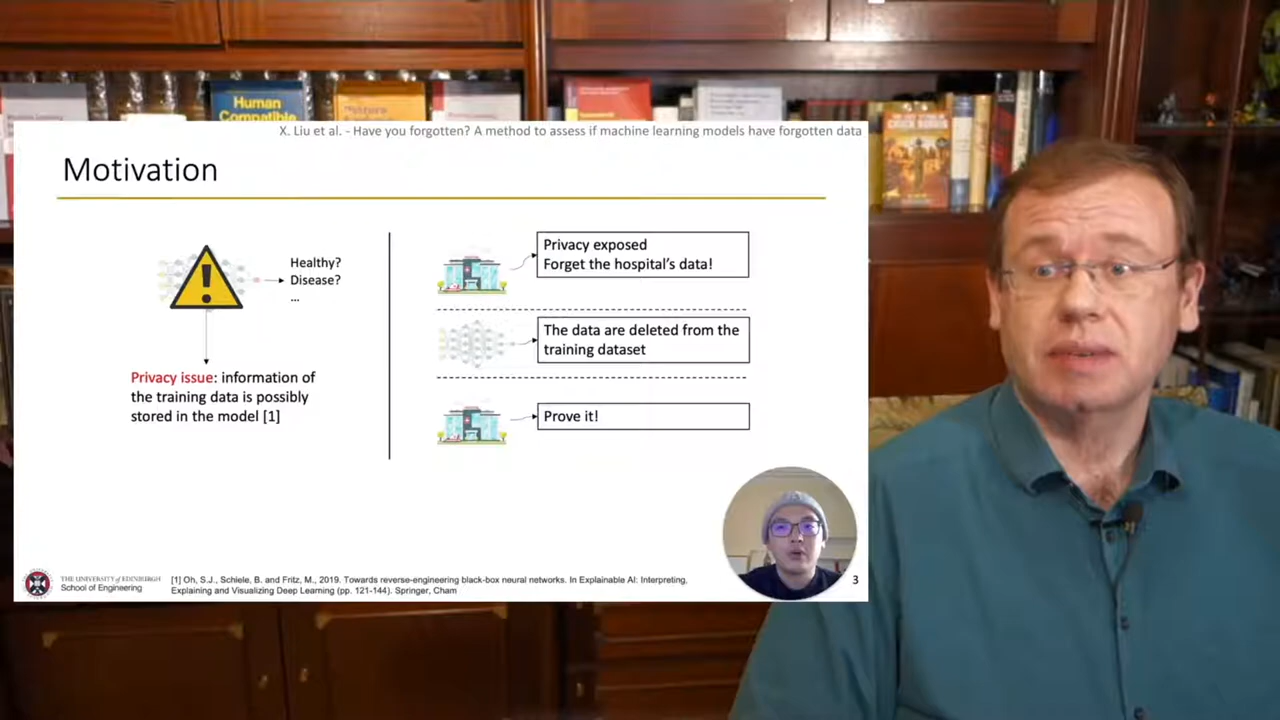 Human
Compatible
X. Liu et al. - Have you forgotten? A method to assess if machine learning models have forgotten data
Motivation
Healthy?
Disease?
...
Privacy issue: information of
the training data is possibly
stored in the model [1]
Privacy exposed
Forget the hospital's data!
The data are deleted from the
training dataset
Prove it!
THE UNIVERSITY of EDINBURGH
School of Engineering
[1] Oh, S.J., Schiele, B. and Fritz, M., 2019. Towards reverse-engineering black-box neural networks. In Explainable AI: Interpreting,
Explaining and Visualizing Deep Learning (pp. 121-144). Springer, Cham
3